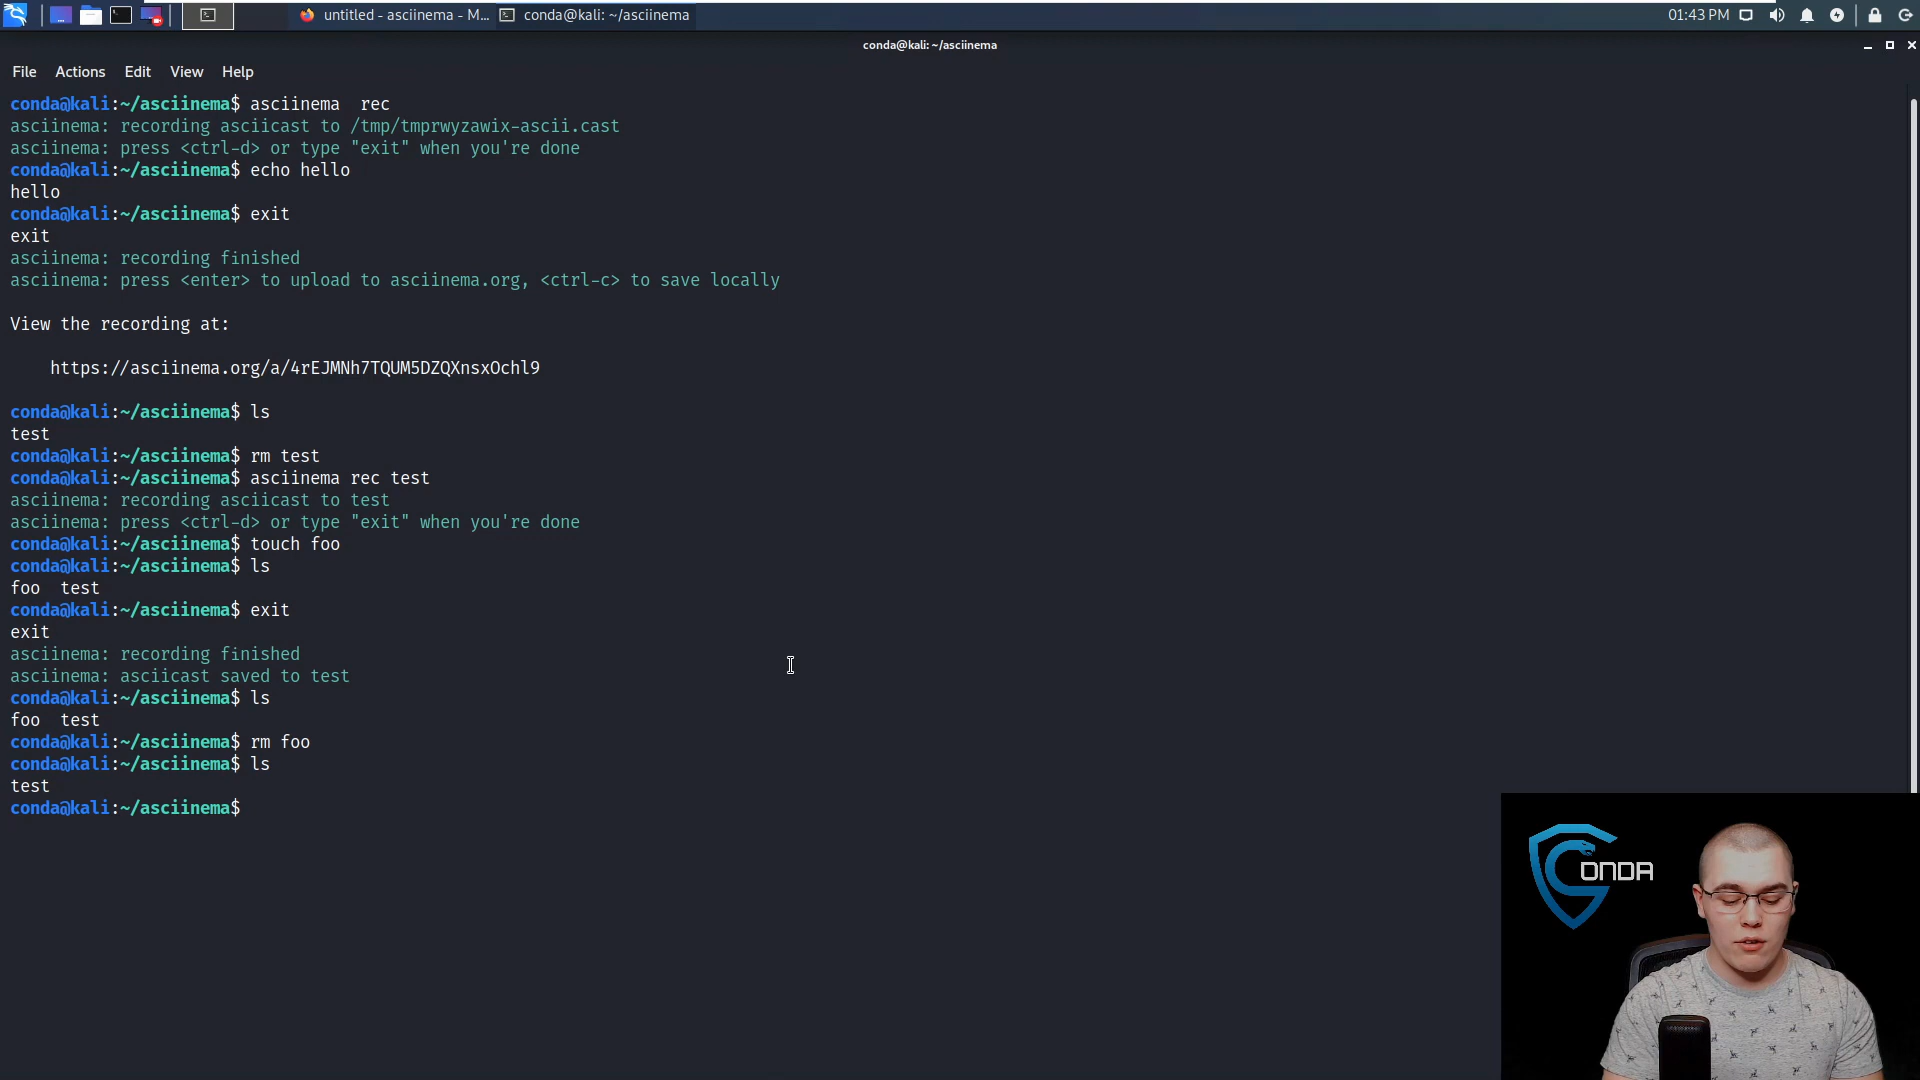 untitled - asciinema - M...
conda@kali: ~/asciinema
01:43 PM
conda@kali: ~/asciinema
File Actions Edit View Help
conda@kali:~/asciinema$ asciinema  rec
asciinema: recording asciicast to /tmp/tmprwyzawix-ascii.cast
asciinema: press <ctrl-d> or type "exit" when you're done
conda@kali:~/asciinema$ echo hello
hello
conda@kali:~/asciinema$ exit
exit
asciinema: recording finished
asciinema: press <enter> to upload to asciinema.org, <ctrl-c> to save locally
View the recording at:
https://asciinema.org/a/4rEJMNh7TQUM5DZQXnsxOchl9
conda@kali:~/asciinema$ ls
test
conda@kali:~/asciinema$ rm test
conda@kali:~/asciinema$ asciinema rec test
asciinema: recording asciicast to test
asciinema: press <ctrl-d> or type "exit" when you're done
conda@kali:~/asciinema$ touch foo
conda@kali:~/asciinema$ ls
foo  test
conda@kali:~/asciinema$ exit
exit
asciinema: recording finished
asciinema: asciicast saved to test
conda@kali:~/asciinema$ ls
foo  test
conda@kali:~/asciinema$ rm foo
conda@kali:~/asciinema$ ls
test
conda@kali:~/asciinema$
CONDA